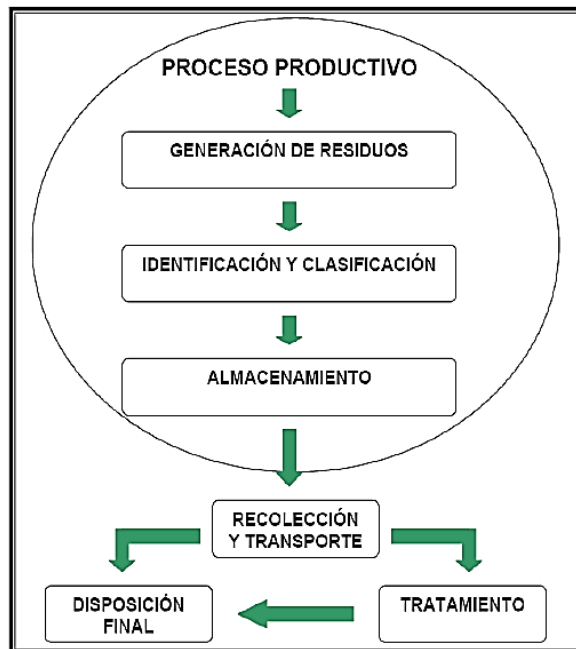 PROCESO PRODUCTIVO
GENERACIÓN DE RESIDUOS
IDENTIFICACIÓN Y CLASIFICACIÓN
ALMACENAMIENTO
RECOLECCIÓN
Y TRANSPORTE
DISPOSICIÓN
FINAL
TRATAMIENTO